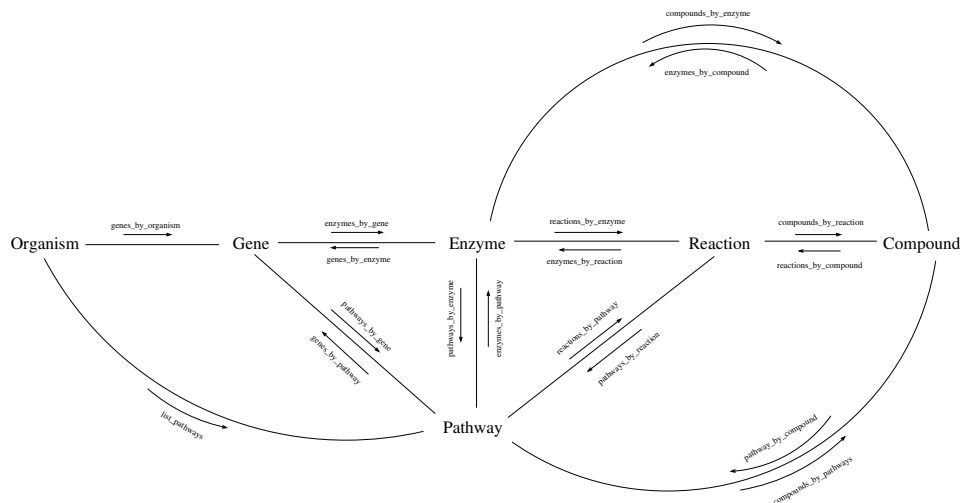 compounds_by_enzyme
enzymes_by_compound
genes_by_organism
enzymes_by_gene
reactions_by_enzyme
compounds_by_reaction
Organism
Gene
Enzyme
Reaction
Compound
genes_by_enzyme
enzymes_by_reaction
reactions_by_compound
pathways_by_gene
genes_by_pathway
pathways_by_enzyme
enzymes_by_pathway
reactions_by_pathway
pathways_by_reaction
list_pathways
Pathway
pathway_by_compound
compounds_by_pathways